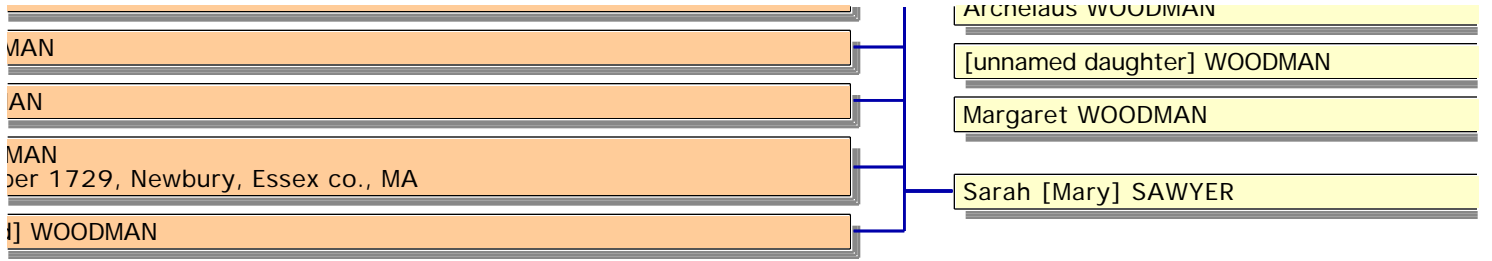 MAN
AN
MAN
ber 1729, Newbury, Essex co., MA
] WOODMAN
Archelaus WOODMAN
[unnamed daughter] WOODMAN
Margaret WOODMAN
Sarah [Mary] SAWYER